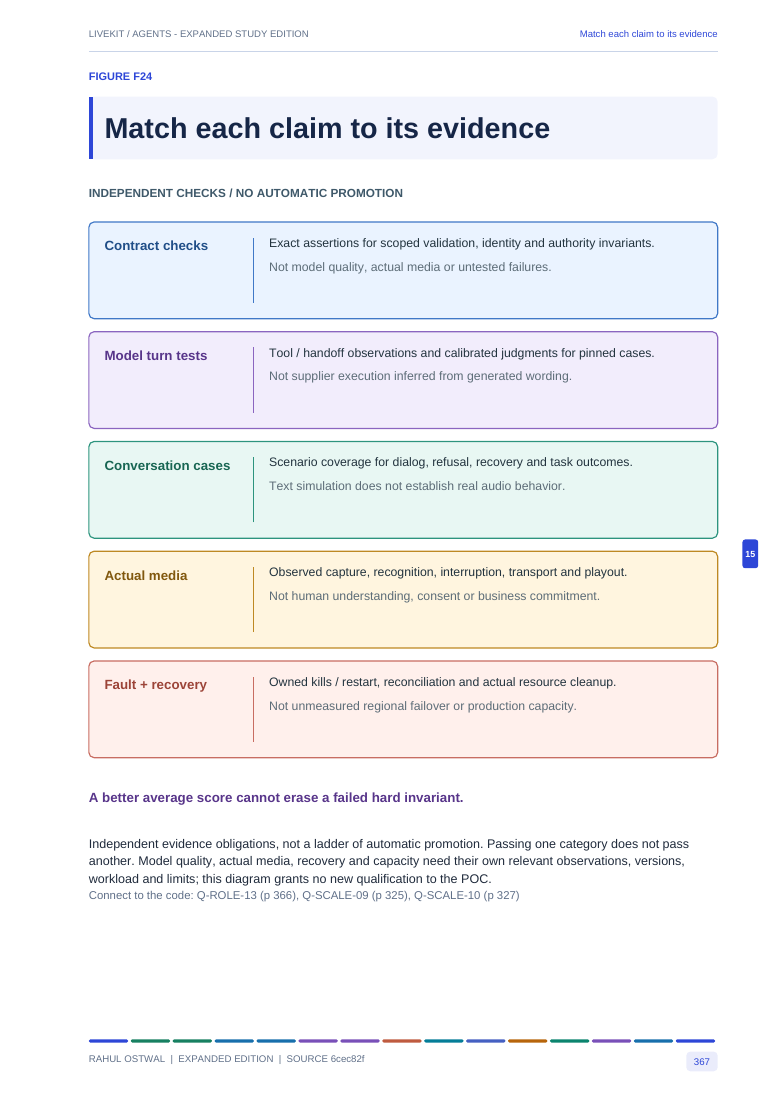 LIVEKIT / AGENTS - EXPANDED STUDY EDITION
Match each claim to its evidence
FIGURE F24
Match each claim to its evidence
INDEPENDENT CHECKS / NO AUTOMATIC PROMOTION
Contract checks
Exact assertions for scoped validation, identity and authority invariants.
Not model quality, actual media or untested failures.
Model turn tests
Tool / handoff observations and calibrated judgments for pinned cases.
Not supplier execution inferred from generated wording.
Conversation cases
Scenario coverage for dialog, refusal, recovery and task outcomes.
Text simulation does not establish real audio behavior.
15
Actual media
Observed capture, recognition, interruption, transport and playout.
Not human understanding, consent or business commitment.
Fault + recovery
Owned kills / restart, reconciliation and actual resource cleanup.
Not unmeasured regional failover or production capacity.
A better average score cannot erase a failed hard invariant.
Independent evidence obligations, not a ladder of automatic promotion. Passing one category does not pass
another. Model quality, actual media, recovery and capacity need their own relevant observations, versions,
workload and limits; this diagram grants no new qualification to the POC.
Connect to the code: Q-ROLE-13 (p 366), Q-SCALE-09 (p 325), Q-SCALE-10 (p 327)
RAHUL OSTWAL | EXPANDED EDITION | SOURCE 6cec82f
367